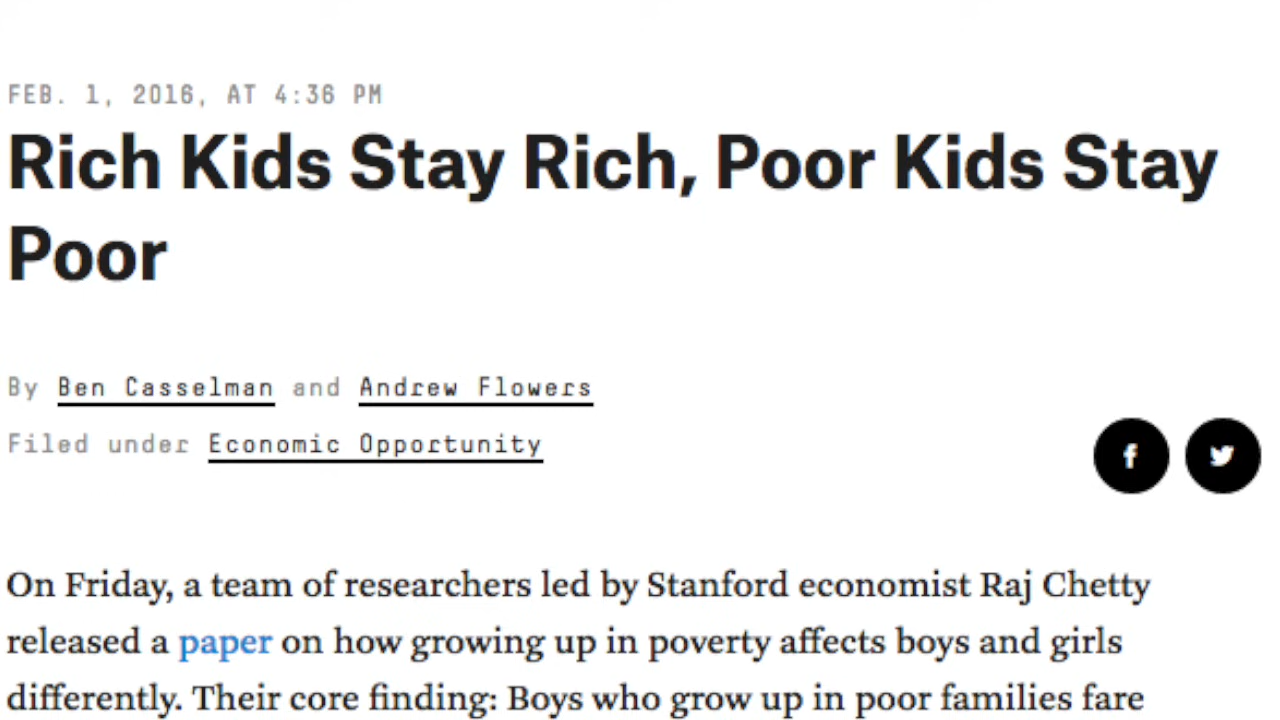 FEB. 1, 2016, AT 4:36 PM
Rich Kids Stay Rich, Poor Kids Stay
Poor
By Ben Casselman and Andrew Flowers
Filed under Economic Opportunity
On Friday, a team of researchers led by Stanford economist Raj Chetty
released a paper on how growing up in poverty affects boys and girls
differently. Their core finding: Boys who grow up in poor families fare